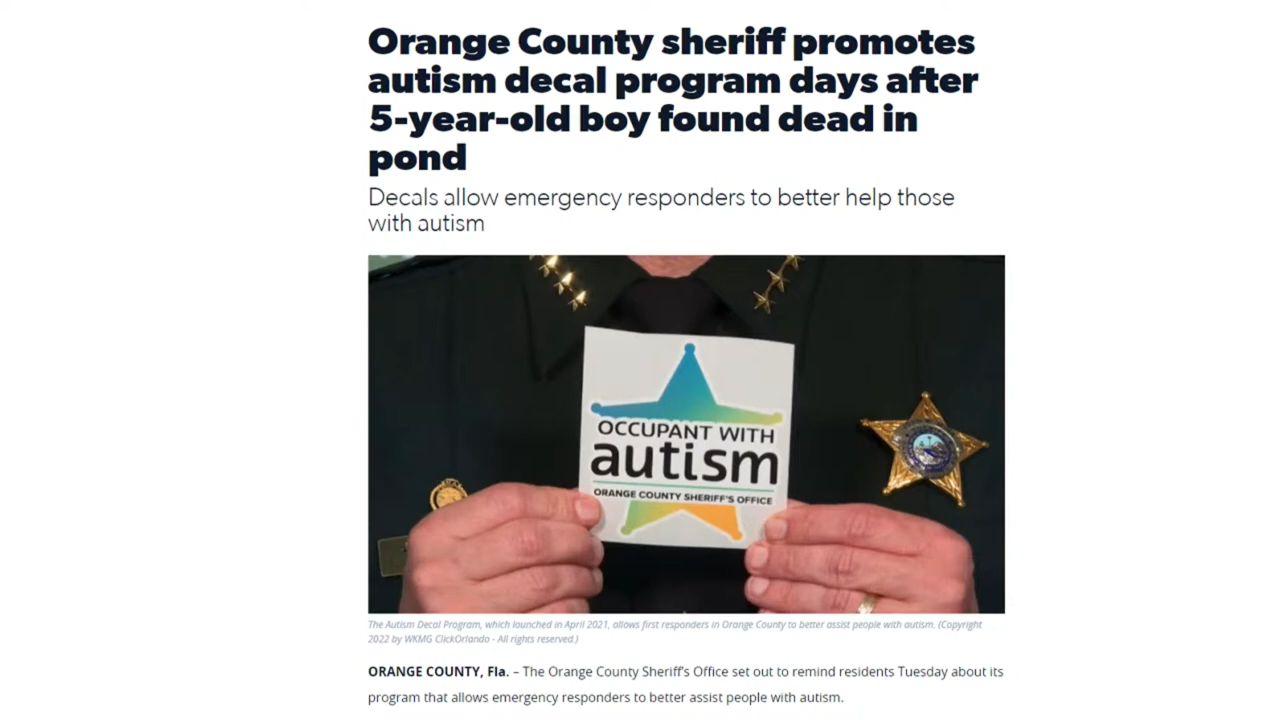 Orange County sheriff promotes
autism decal program days after
5-year-old boy found dead in
pond
Decals allow emergency responders to better help those
with autism
OCCUPANT WITH
autism
ORANGE COUNTY SHERIFF'S OFFICE
The Autism Decal Program, which launched in April 2021, allows first responders in Orange County to better assist people with autism. (Copyright
2022 by WKMG ClickOrlando - All rights reserved.)
ORANGE COUNTY, Fla. – The Orange County Sheriff's Office set out to remind residents Tuesday about its
program that allows emergency responders to better assist people with autism.